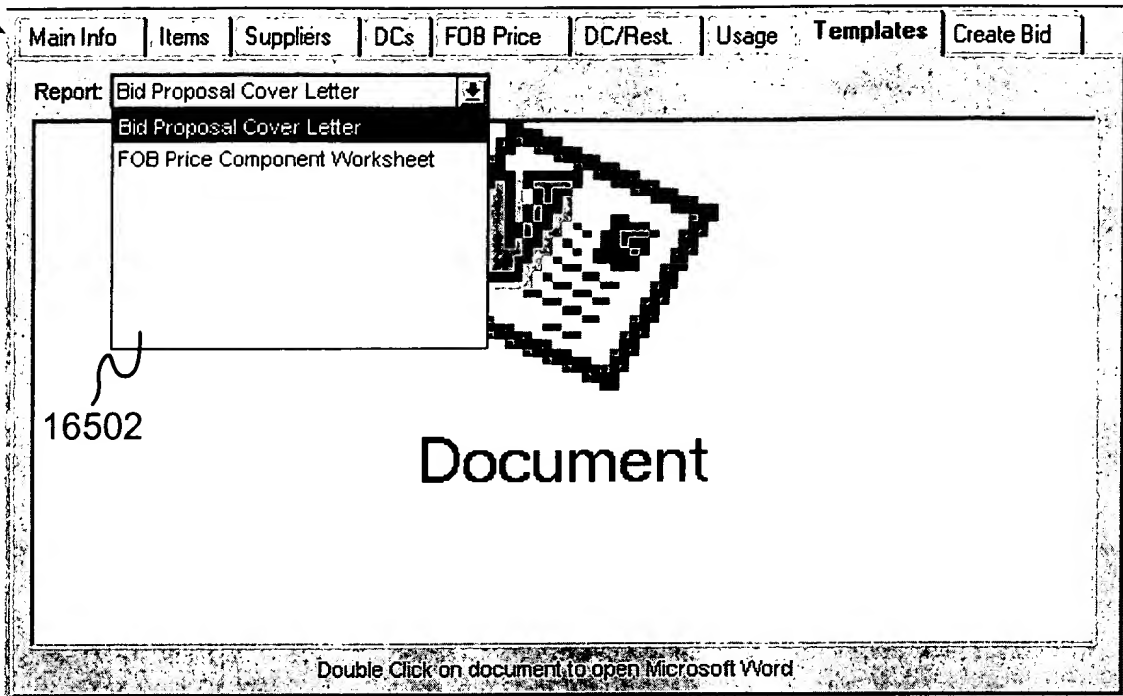 Main Info Items Suppliers DCs FOB Price DC/Rest. Usage Templates Create Bid
Report: Bid Proposal Cover Letter
Bid Proposal Cover Letter
FOB Price Component Worksheet
16502
Document
Double Click on document to open Microsoft Word